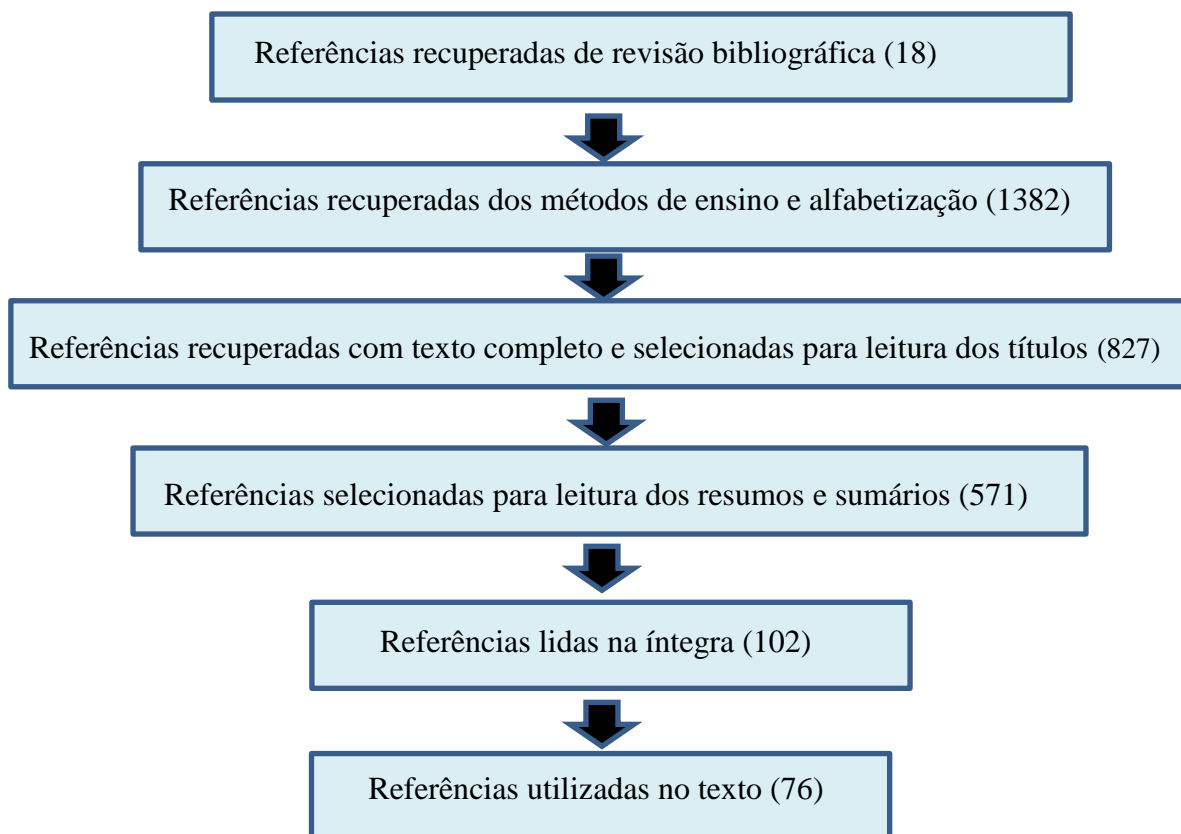 Referências recuperadas de revisão bibliográfica (18)
Referências recuperadas dos métodos de ensino e alfabetização (1382)
Referências recuperadas com texto completo e selecionadas para leitura dos títulos (827)
Referências selecionadas para leitura dos resumos e sumários (571)
Referências lidas na íntegra (102)
Referências utilizadas no texto (76)